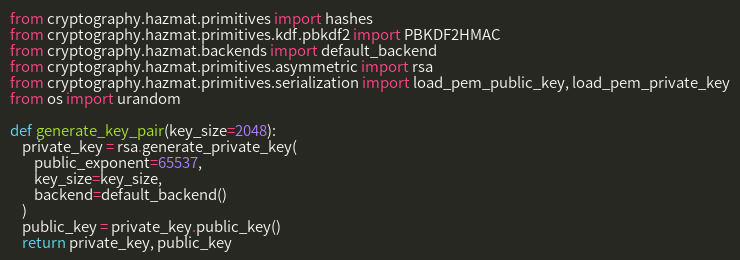 from cryptography.hazmat.primitives import hashes
from cryptography.hazmat.primitives.kdf.pbkdf2 import PBKDF2HMAC
from cryptography.hazmat.backends import default_backend
from cryptography.hazmat.primitives.asymmetric import rsa
from cryptography.hazmat.primitives.serialization import load_pem_public_key, load_pem_private_key
from os import urandom

def generate_key_pair(key_size=2048):
    private_key = rsa.generate_private_key(
        public_exponent=65537,
        key_size=key_size,
        backend=default_backend()
    )
    public_key = private_key.public_key()
    return private_key, public_key